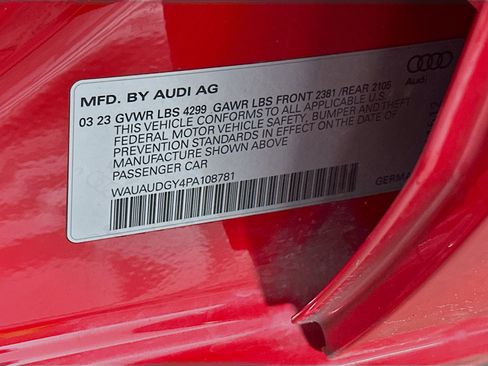 MFD. BY AUDI AG
Audi
03 23 GVWR LBS 4299 GAWR LBS FRONT 2381 /REAR 2105
THIS VEHICLE CONFORMS TO ALL APPLICABLE U.S.
FEDERAL MOTOR VEHICLE SAFETY, BUMPER AND THEFT
PREVENTION STANDARDS IN EFFECT ON THE DATE OF
MANUFACTURE SHOWN ABOVE
PASSENGER CAR
WAUAUDGY4PA108781